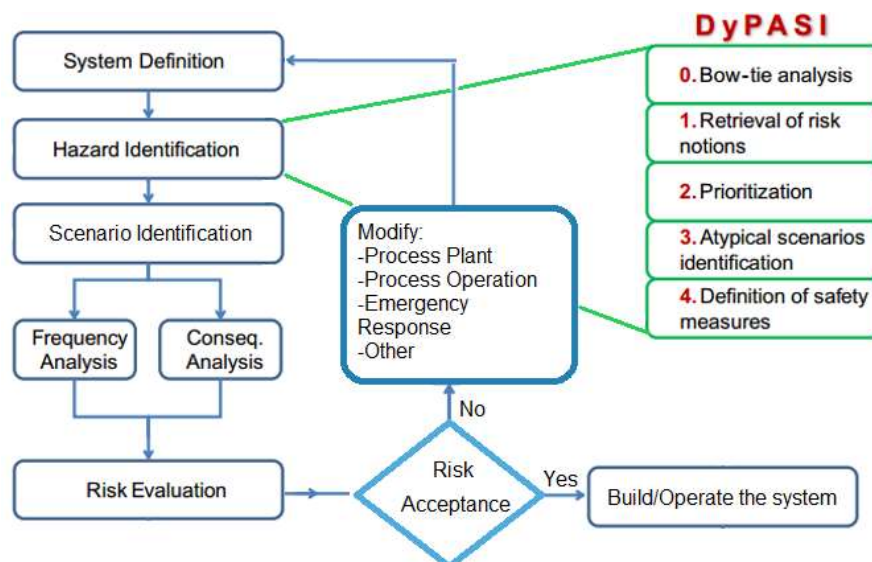 DyPASI
System Definition
0. Bow-tie analysis
Hazard Identification
1. Retrieval of risk
notions
2. Prioritization
Scenario Identification
3. Atypical scenarios
identification
4. Definition of safety
measures
Modify:
-Process Plant
-Process Operation
-Emergency
Response
-Other
Frequency
Analysis
Conseq.
Analysis
No
Risk Evaluation
Risk
Acceptance
Yes
Build/Operate the system